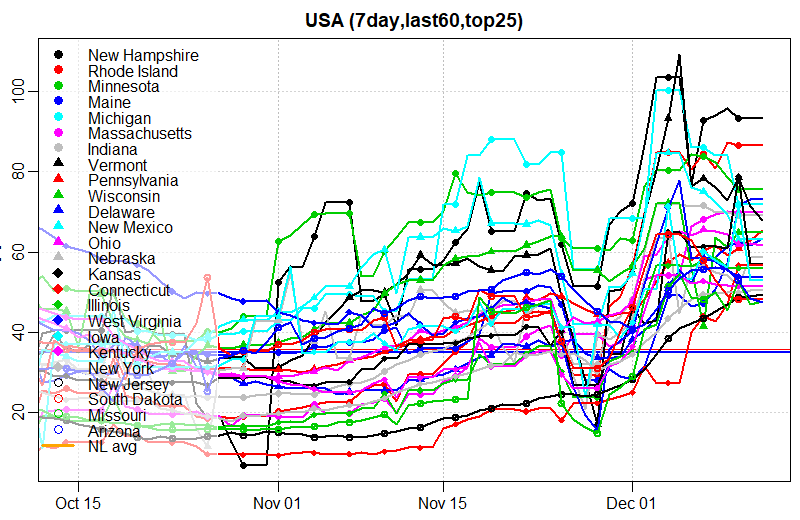 USA (7day,last60,top25)
100
80
60
40
20
New Hampshire
Rhode Island
Minnesota
Maine
Michigan
Massachusetts
Indiana
Vermont
Pennsylvania
Wisconsin
Delaware
New Mexico
Ohio
Nebraska
Kansas
Connecticut
Illinois
West Virginia
Iowa
Kentucky
New York
New Jersey
South Dakota
Missouri
Arizona
NL avg
Oct 15 Nov 01 Nov 15 Dec 01